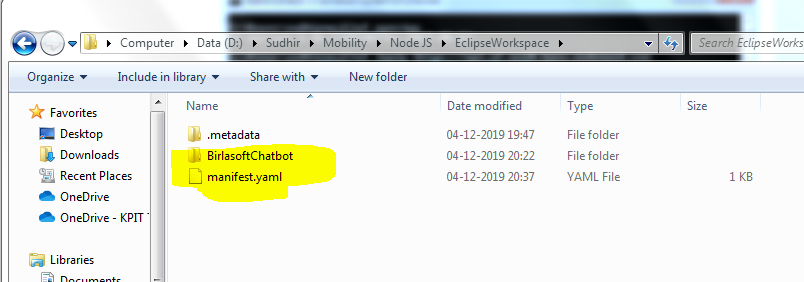 Computer Data (D:) Sudhir Mobility Node JS EclipseWorkspace Search EclipseWorks
Organize Include in library Share with New folder
Favorites
Desktop
Downloads
Recent Places
OneDrive
OneDrive - KPIT T
Libraries
Documents
Name Date modified Type Size
.metadata 04-12-2019 19:47 File folder
BirlasoftChatbot 04-12-2019 20:22 File folder
manifest.yaml 04-12-2019 20:37 YAML File 1 KB